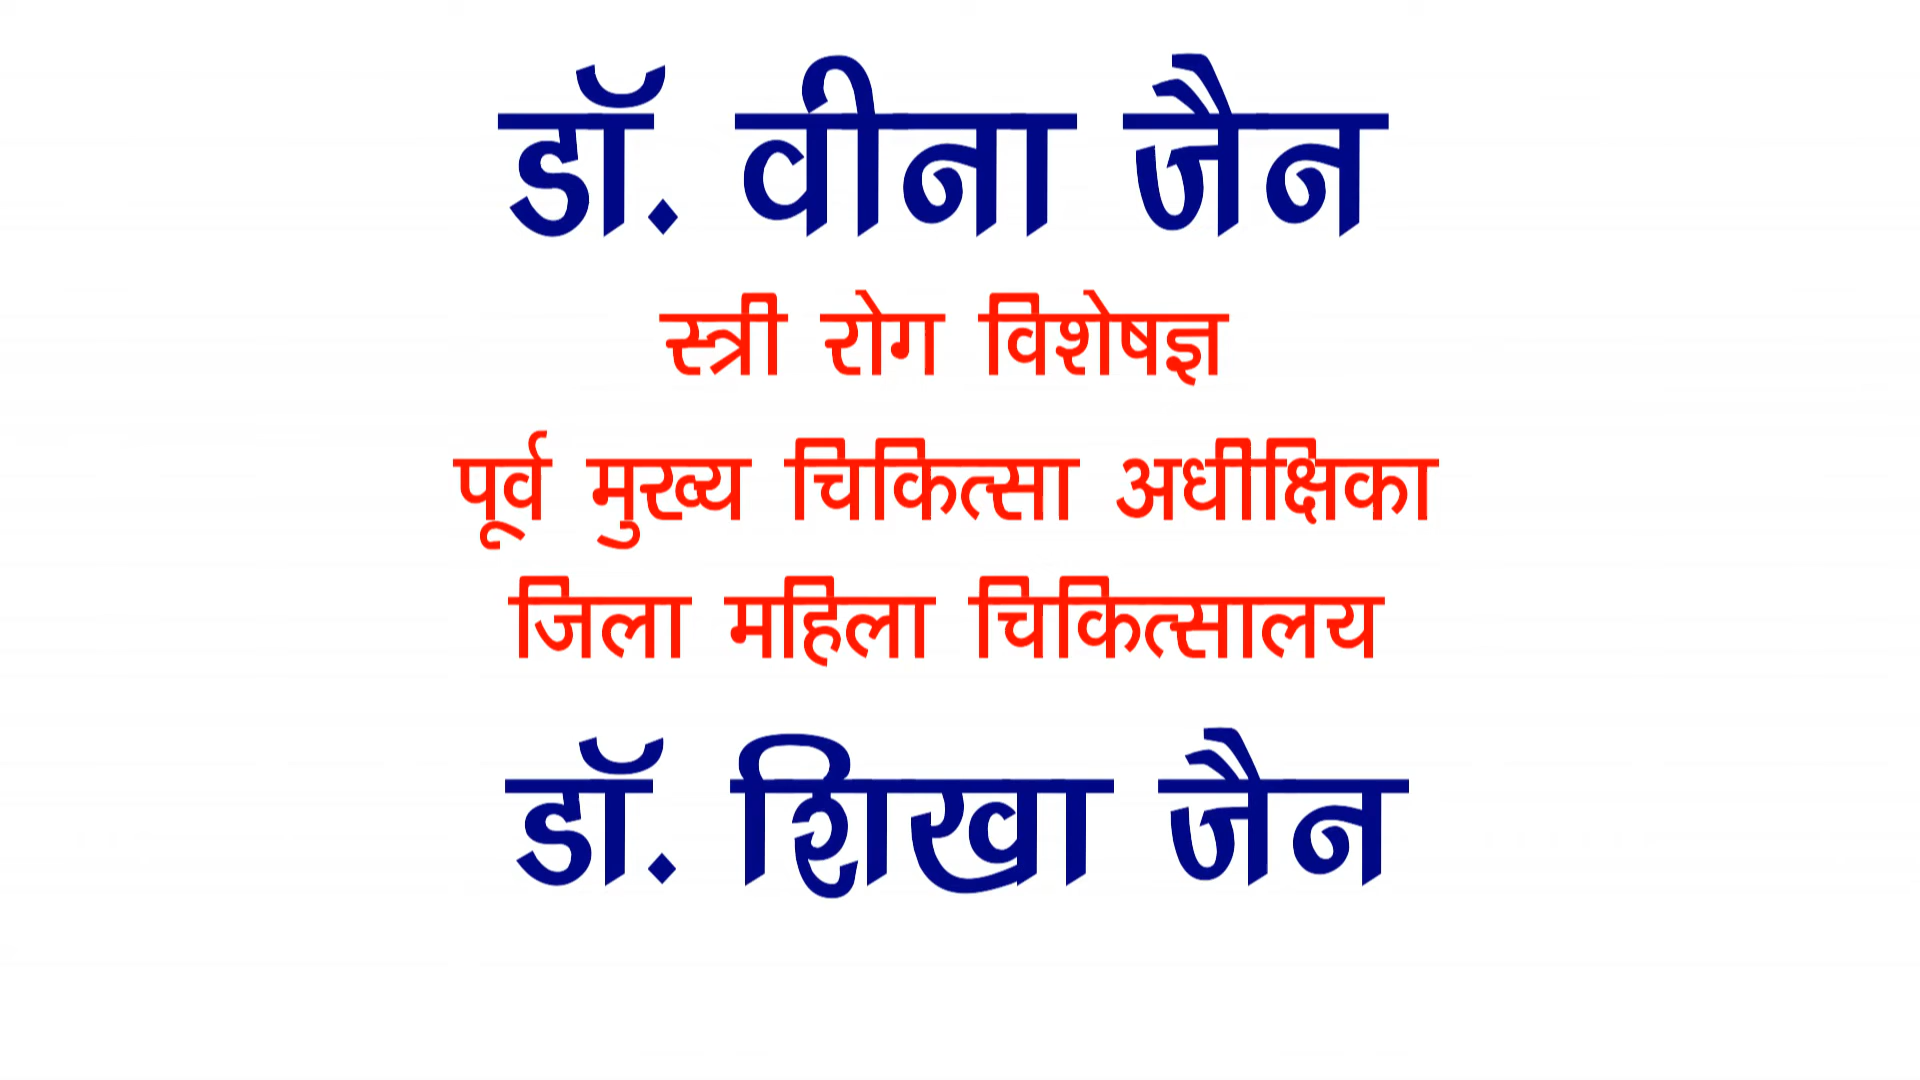 डॉ. वीना जैन
स्त्री रोग विशेषज्ञ
पूर्व मुख्य चिकित्सा अधीक्षिका
जिला महिला चिकित्सालय
डॉ. शिखा जैन